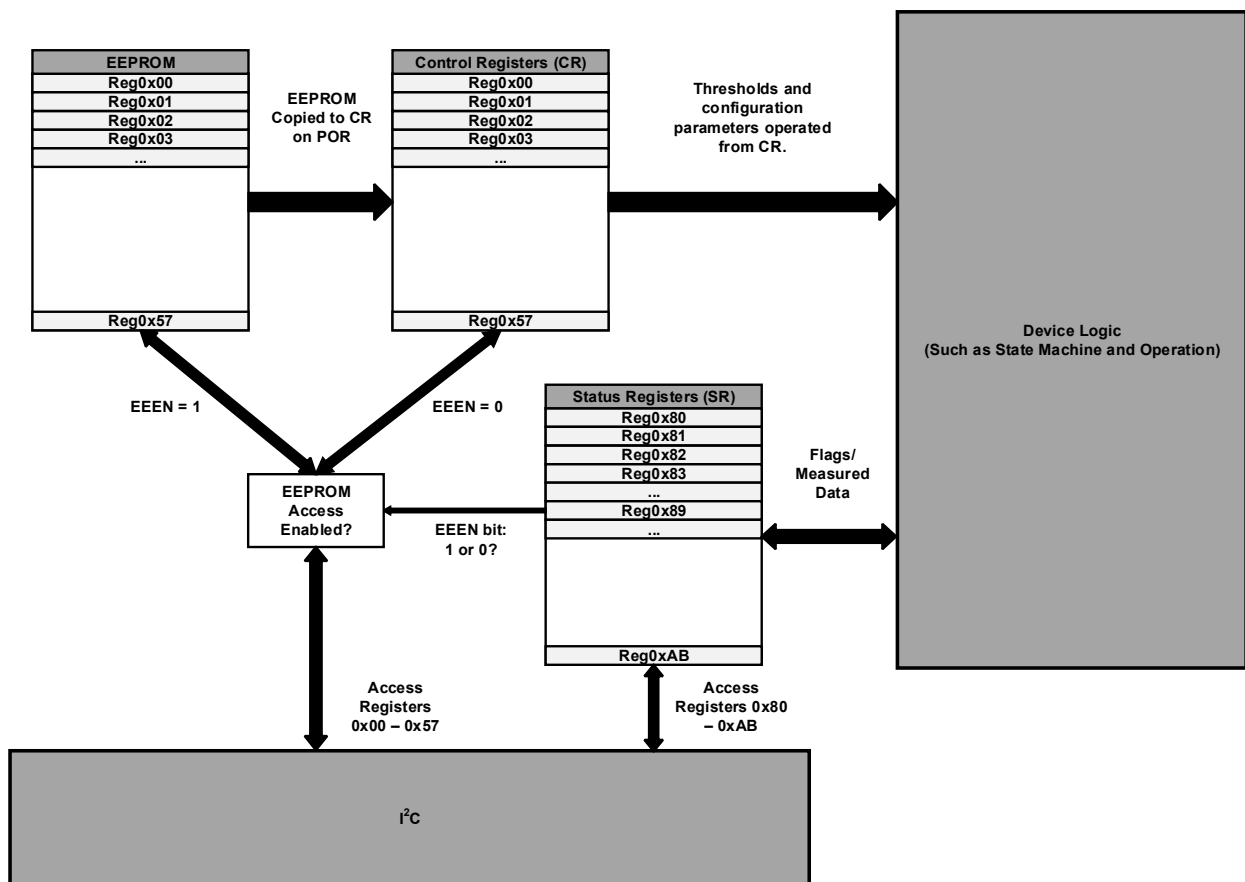 EEPROM
Reg0x00
Reg0x01
Reg0x02
Reg0x03
...
Reg0x57
EEPROM
Copied to CR
on POR
Control Registers (CR)
Reg0x00
Reg0x01
Reg0x02
Reg0x03
...
Reg0x57
Thresholds and
configuration
parameters operated
from CR.
Device Logic
(Such as State Machine and Operation)
EEEN = 1
EEEN = 0
EEPROM
Access
Enabled?
EEEN bit:
1 or 0?
Status Registers (SR)
Reg0x80
Reg0x81
Reg0x82
Reg0x83
...
Reg0x89
...
Reg0xAB
Flags/
Measured
Data
Access
Registers
0x00 – 0x57
Access
Registers 0x80
– 0xAB
I²C